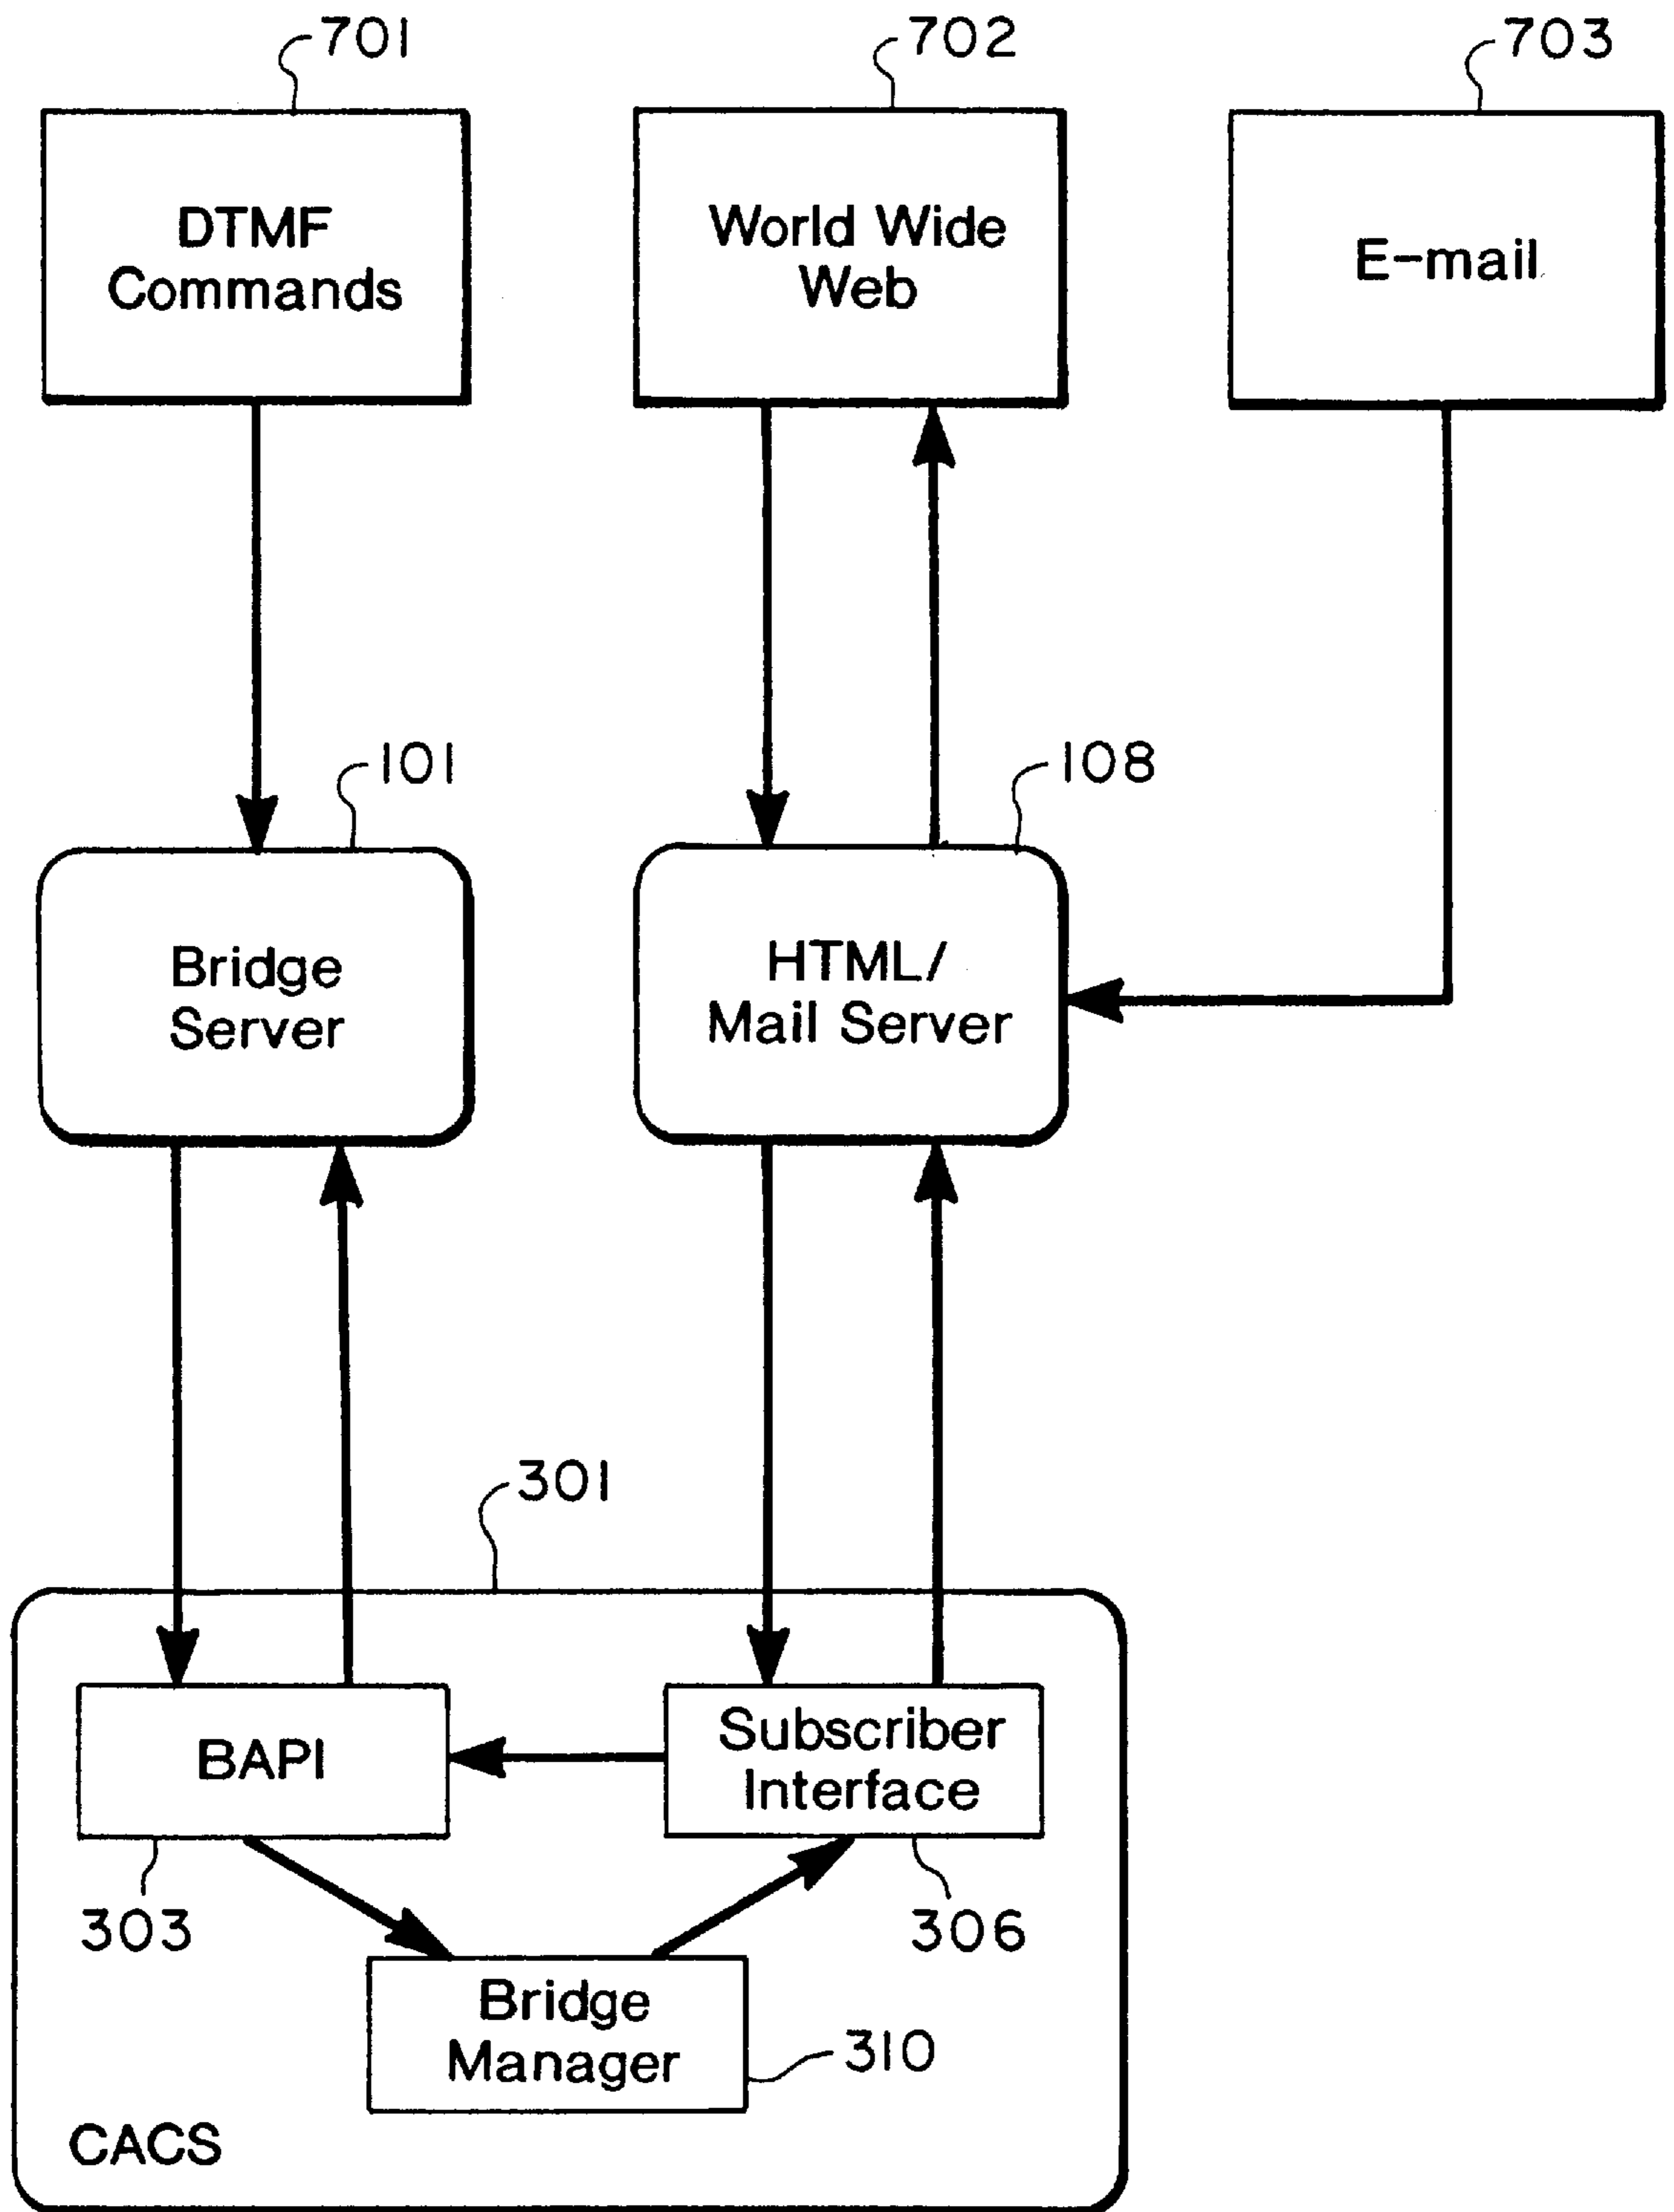 701
702
703
DTMF
Commands
World Wide
Web
E-mail
101
108
Bridge
Server
HTML/
Mail Server
301
BAPI
Subscriber
Interface
303
306
Bridge
Manager
310
CACS